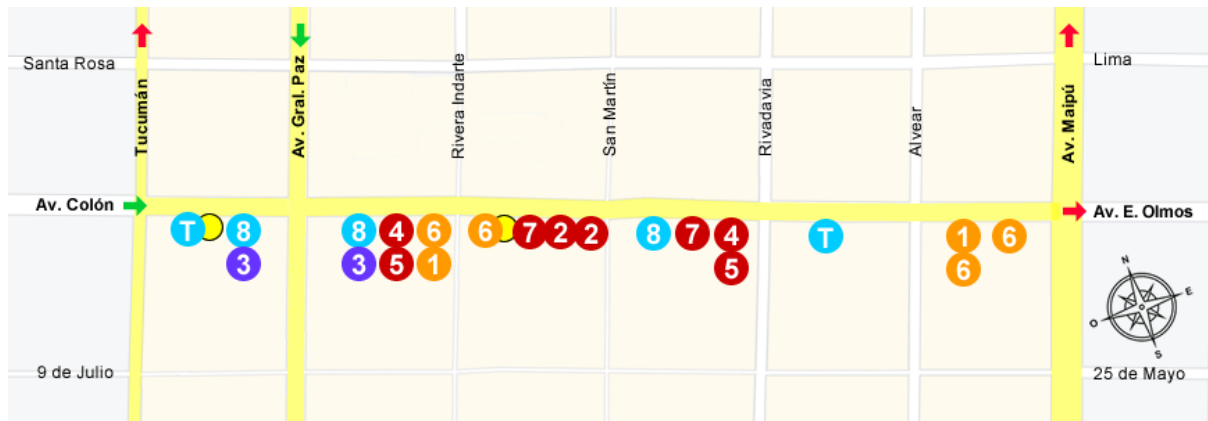 Santa Rosa
Tucumán
Av. Gral. Paz
Rivera Indarte
San Martín
Rivadavia
Alvear
Av. Maipú
Lima
Av. Colón
Av. E. Olmos
T 8 8 4 6 6 7 2 2 8 7 4 T 1 6
3 3 5 1 5 6
N
E
O
S
9 de Julio
25 de Mayo